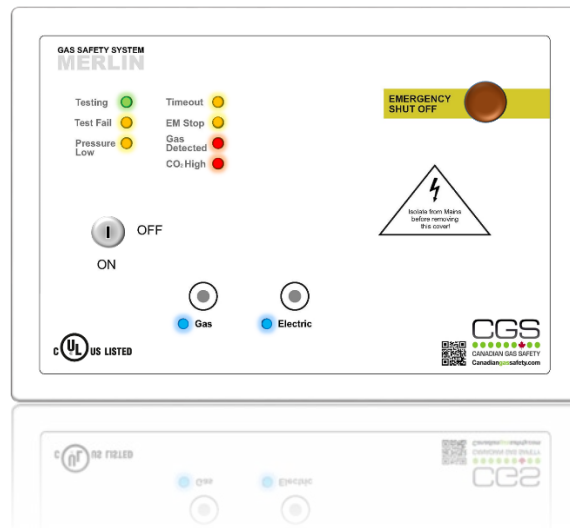 GAS SAFETY SYSTEM
MERLIN
Testing
Test Fail
Pressure
Low
Timeout
EM Stop
Gas
Detected
CO₂ High
EMERGENCY
SHUT OFF
Isolate from Mains
before removing
this cover!
OFF
ON
Gas
Electric
C UL US LISTED
CGS
CANADIAN GAS SAFETY
Canadiangassafety.com